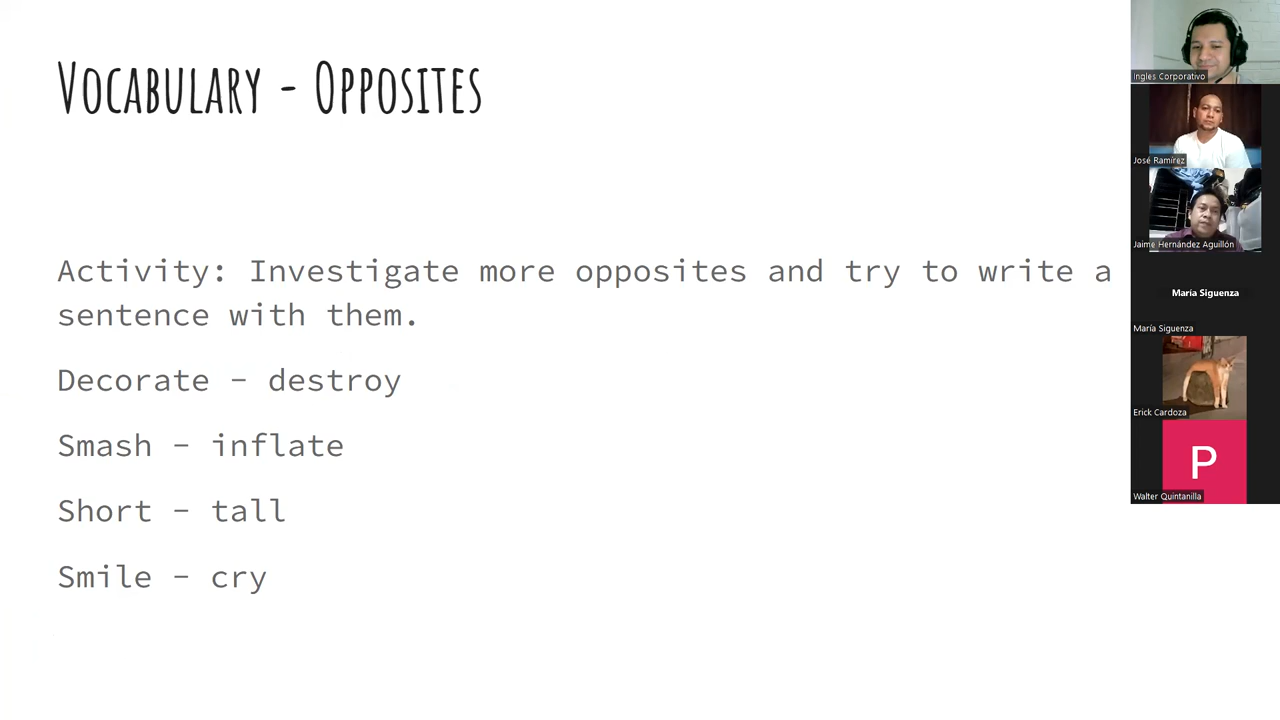 Vocabulary - Opposites
Activity: Investigate more opposites and try to write a
sentence with them.
Decorate - destroy
Smash - inflate
Short - tall
Smile - cry
Ingles Corporativo
José Ramírez
Jaime Hernández Aguillón
María Siguenza
María Siguenza
Erick Cardoza
P
Walter Quintanilla